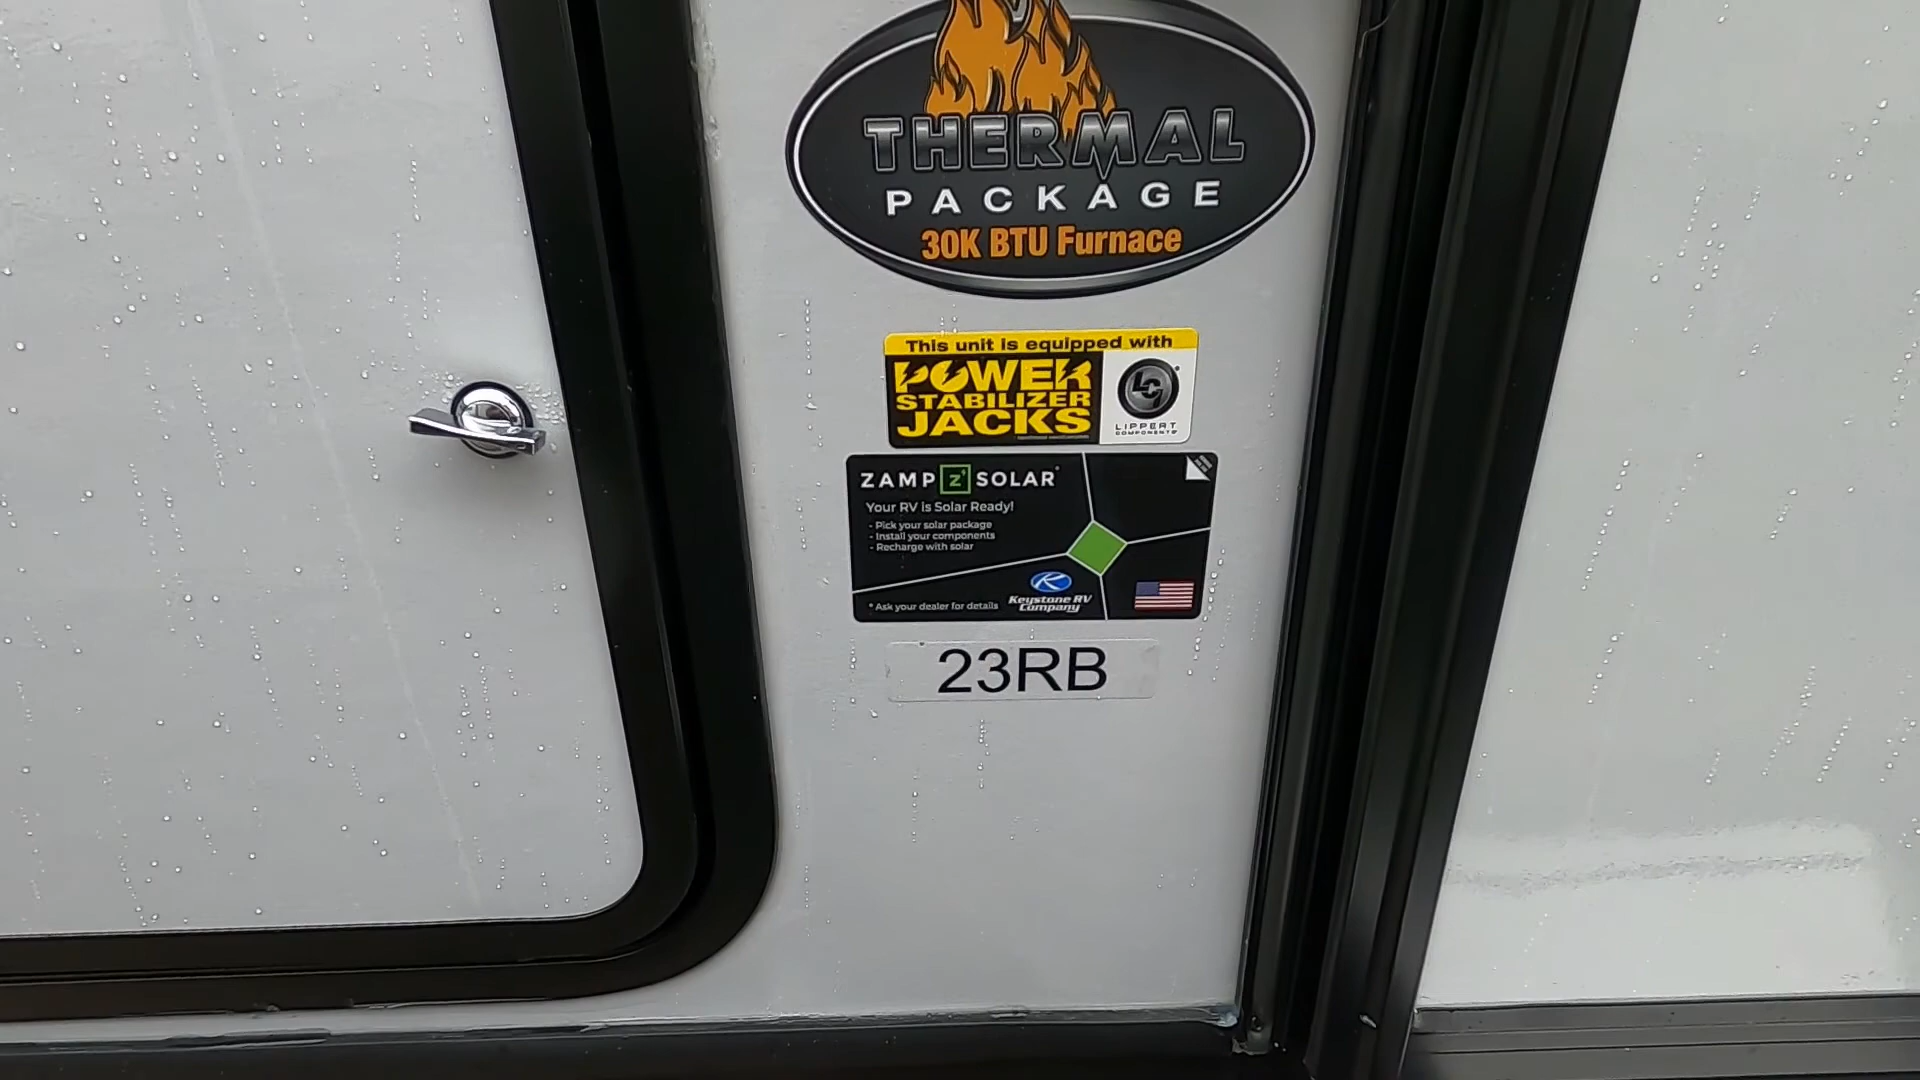 THERMAL
PACKAGE
30K BTU Furnace
This unit is equipped with
POWER
STABILIZER
JACKS
LCI
LIPPERT
COMPONENTS
ZAMP Z SOLAR
Your RV is Solar Ready!
- Pick your solar package
- Install your components
- Recharge with solar
* Ask your dealer for details
Keystone RV
Company
23RB